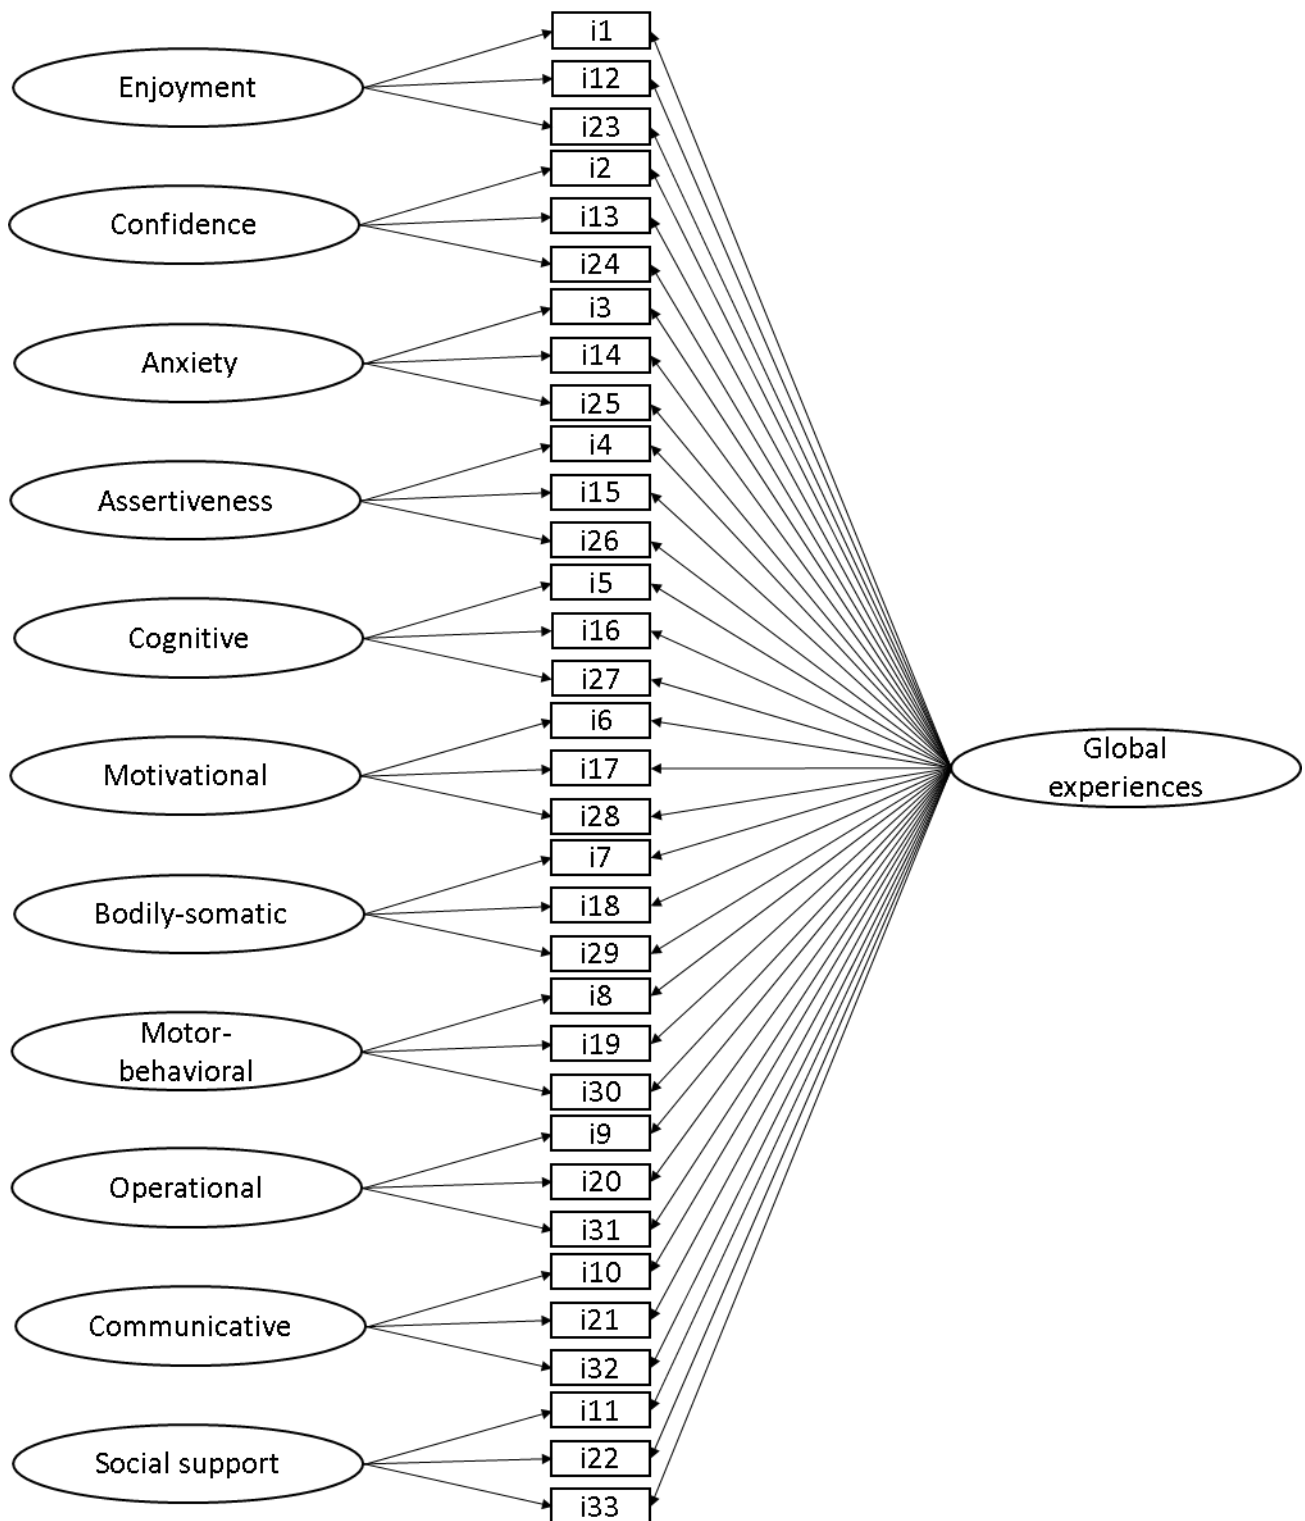 i1
Enjoyment
i12
i23
i2
Confidence
i13
i24
i3
Anxiety
i14
i25
i4
Assertiveness
i15
i26
i5
Cognitive
i16
i27
i6
Motivational
i17
i28
Global
experiences
i7
Bodily-somatic
i18
i29
i8
Motor-
behavioral
i19
i30
i9
Operational
i20
i31
i10
Communicative
i21
i32
i11
Social support
i22
i33